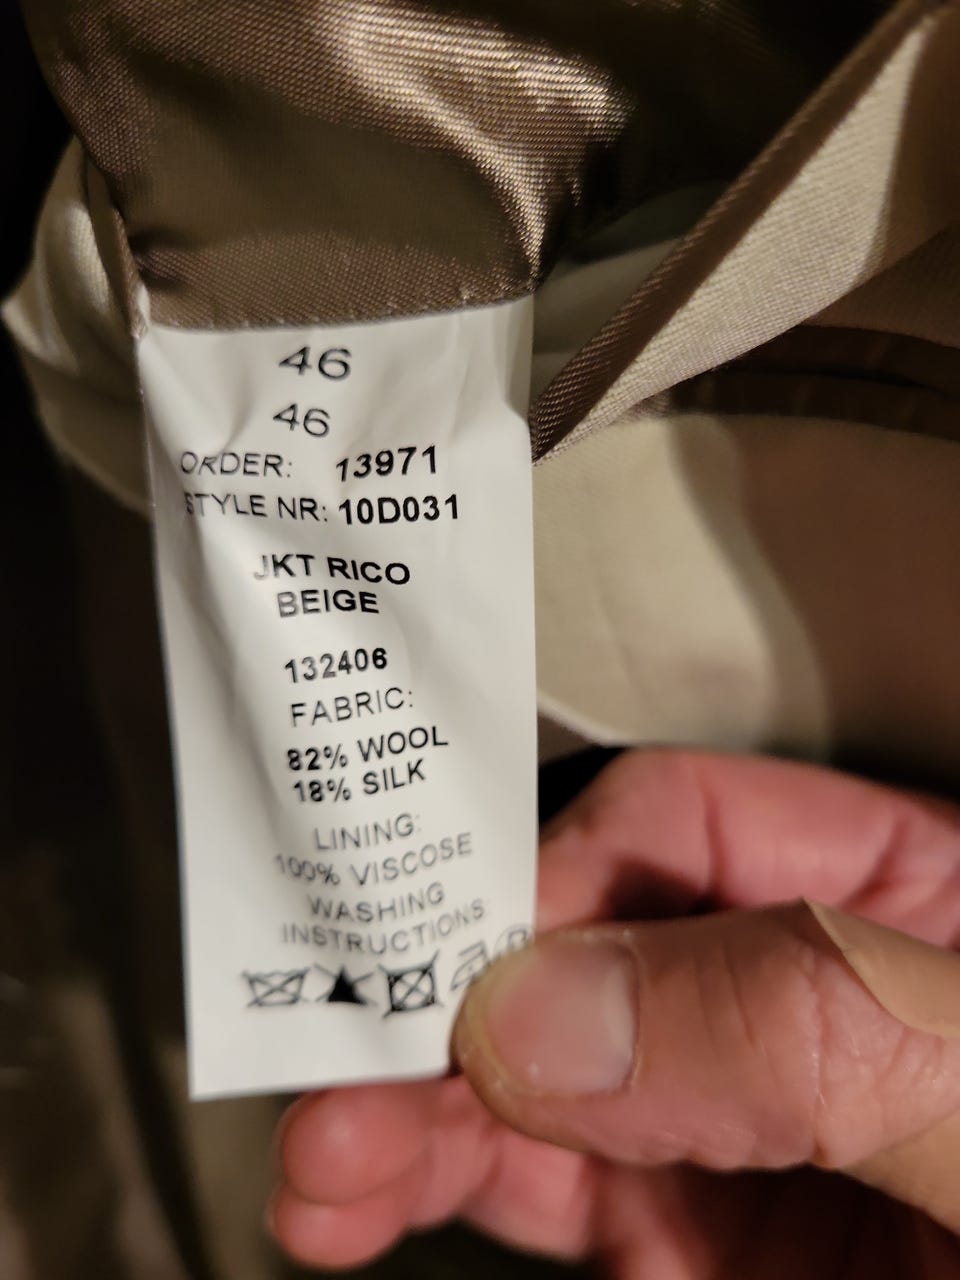 46
46
ORDER: 13971
STYLE NR: 10D031
JKT RICO
BEIGE
132406
FABRIC:
82% WOOL
18% SILK
LINING:
100% VISCOSE
WASHING
INSTRUCTIONS: